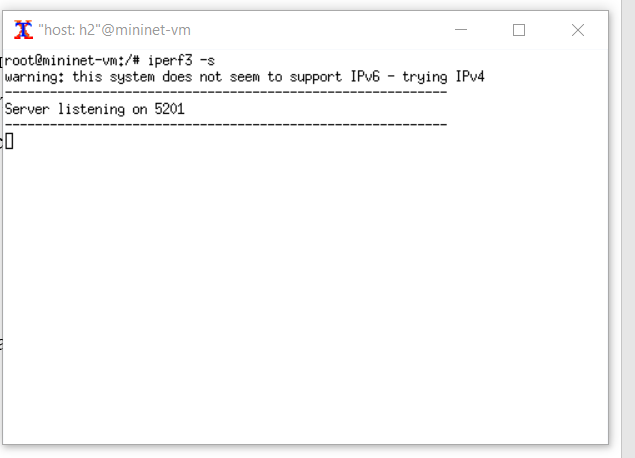 "host: h2"@mininet-vm
root@mininet-vm:/# iperf3 -s
warning: this system does not seem to support IPv6 - trying IPv4
-----------------------------------------------------------
Server listening on 5201
-----------------------------------------------------------